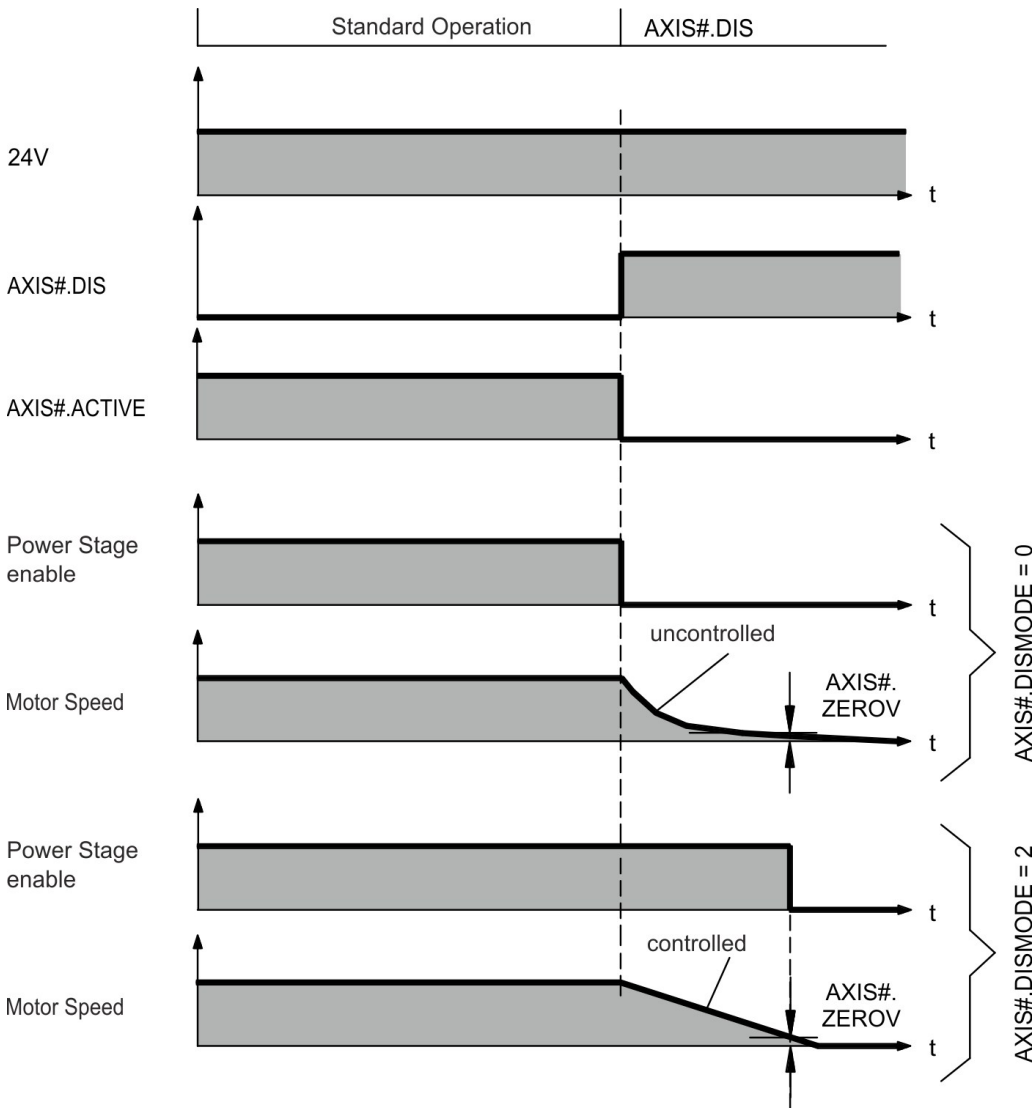 Standard Operation
AXIS#.DIS
24V
t
AXIS#.DIS
t
AXIS#.ACTIVE
t
Power Stage
enable
t
uncontrolled
Motor Speed
AXIS#.
ZEROV
t
AXIS#.DISMODE = 0
Power Stage
enable
t
controlled
Motor Speed
AXIS#.
ZEROV
t
AXIS#.DISMODE = 2